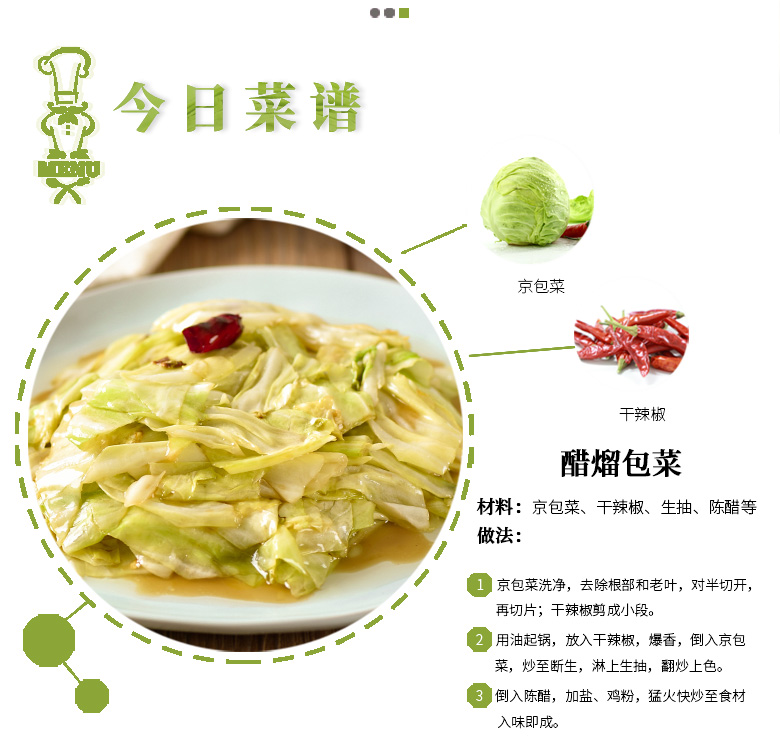 今日菜谱
MENU
京包菜
干辣椒
醋熘包菜
材料：京包菜、干辣椒、生抽、陈醋等
做法：
1 京包菜洗净，去除根部和老叶，对半切开，
再切片；干辣椒剪成小段。
2 用油起锅，放入干辣椒，爆香，倒入京包
菜，炒至断生，淋上生抽，翻炒上色。
3 倒入陈醋，加盐、鸡粉，猛火快炒至食材
入味即成。